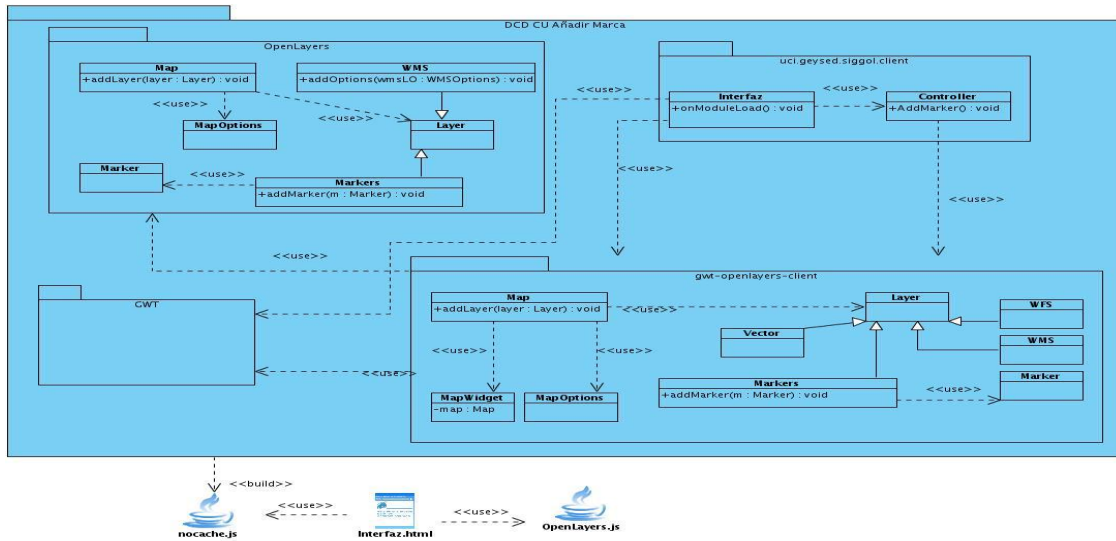 DCD CU Añadir Marca
OpenLayers
Map
+addLayer(layer : Layer) : void
WMS
+addOptions(wmsLO : WMSOptions) : void
<<use>>
<<use>>
MapOptions
Layer
Marker
<<use>>
Markers
+addMarker(m : Marker) : void
uci.geysed.siggol.client
<<use>>
Interfaz
+onModuleLoad() : void
<<use>>
Controller
+AddMarker() : void
<<use>>
<<use>>
<<use>>
GWT
<<use>>
gwt-openlayers-client
Map
+addLayer(layer : Layer) : void
<<use>>
Layer
WFS
Vector
WMS
<<use>>
<<use>>
Marker
Markers
+addMarker(m : Marker) : void
<<use>>
MapWidget
-map : Map
MapOptions
<<build>>
<<use>>
<<use>>
nocache.js
Interfaz.html
OpenLayers.js